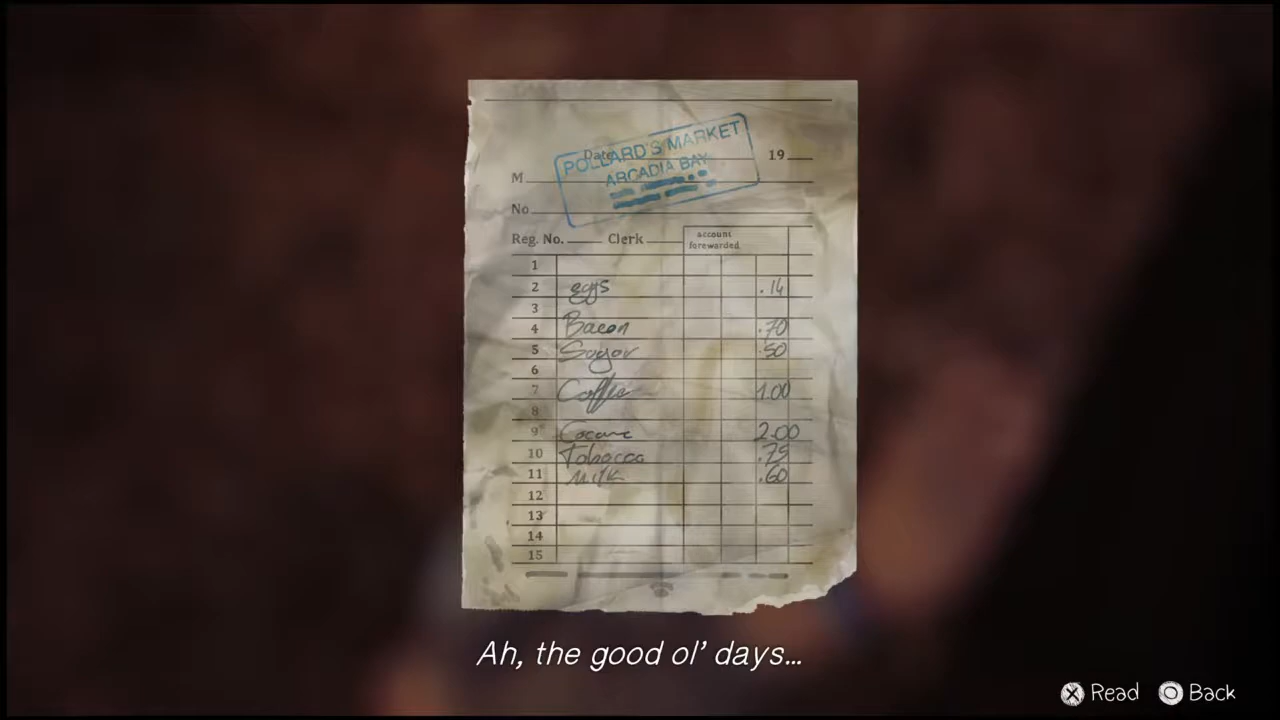 POLLARD'S MARKET
ARCADIA BAY
Date 19
M
No
Reg. No. Clerk account forewarded
1
2 eggs .14
3
4 Bacon .70
5 Sugar .50
6
7 Coffee 1.00
8
9 2.00
10 Tobacco .75
11 Milk .60
12
13
14
15
Ah, the good ol' days...
Read Back